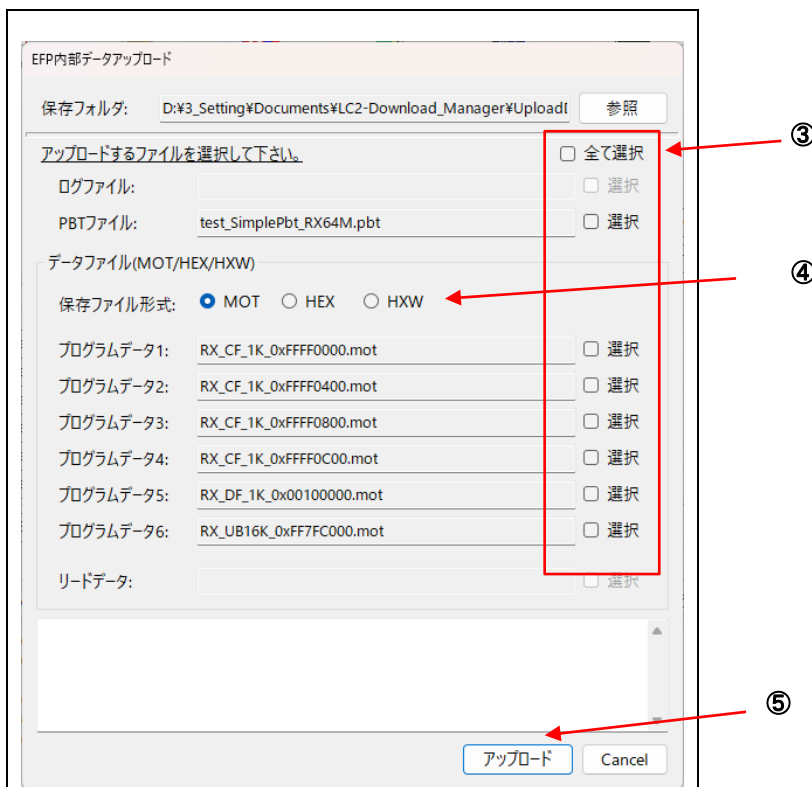 EFP内部データアップロード
保存フォルダ: D:¥3_Setting¥Documents¥LC2-Download_Manager¥Upload 参照
③
アップロードするファイルを選択して下さい。 全て選択
ログファイル: 選択
PBTファイル: test_SimplePbt_RX64M.pbt 選択
データファイル(MOT/HEX/HXW)
④
保存ファイル形式: MOT HEX HXW
プログラムデータ1: RX_CF_1K_0xFFFF0000.mot 選択
プログラムデータ2: RX_CF_1K_0xFFFF0400.mot 選択
プログラムデータ3: RX_CF_1K_0xFFFF0800.mot 選択
プログラムデータ4: RX_CF_1K_0xFFFF0C00.mot 選択
プログラムデータ5: RX_DF_1K_0x00100000.mot 選択
プログラムデータ6: RX_UB16K_0xFF7FC000.mot 選択
リードデータ: 選択
⑤
アップロード Cancel